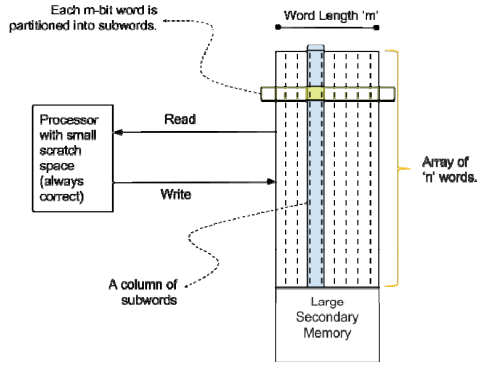 Each m-bit word is
partitioned into subwords.
Word Length 'm'
Processor
with small
scratch
space
(always
correct)
Read
Write
Array of
'n' words.
A column of
subwords
Large
Secondary
Memory